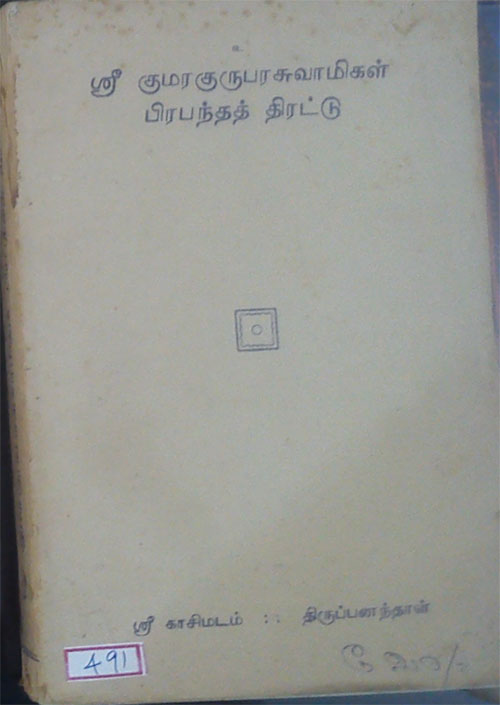 உ
ஸ்ரீ குமரகுருபரசுவாமிகள்
பிரபந்தத் திரட்டு
ஸ்ரீ காசிமடம் :: திருப்பனந்தாள்
491